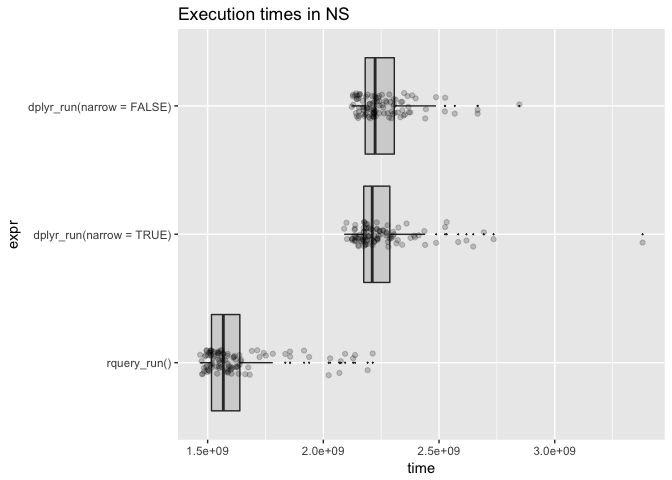 Execution times in NS
dplyr_run(narrow = FALSE)
dplyr_run(narrow = TRUE)
rquery_run()
expr
1.5e+09 2.0e+09 2.5e+09 3.0e+09
time